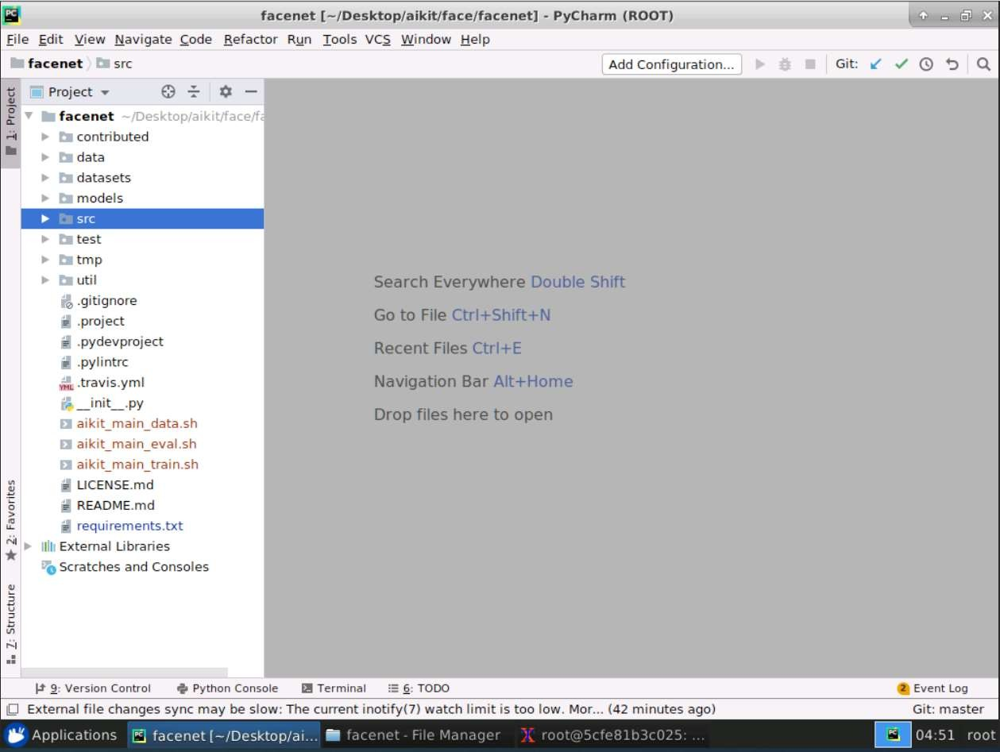 facenet [~/Desktop/aikit/face/facenet] - PyCharm (ROOT)
File Edit View Navigate Code Refactor Run Tools VCS Window Help
facenet src Add Configuration... Git:
1: Project
Project
facenet ~/Desktop/aikit/face/fa
contributed
data
datasets
models
src
test
tmp
util
.gitignore
.project
.pydevproject
.pylintrc
.travis.yml
__init__.py
aikit_main_data.sh
aikit_main_eval.sh
aikit_main_train.sh
LICENSE.md
README.md
requirements.txt
External Libraries
Scratches and Consoles
2: Favorites
7: Structure
Search Everywhere Double Shift
Go to File Ctrl+Shift+N
Recent Files Ctrl+E
Navigation Bar Alt+Home
Drop files here to open
9: Version Control Python Console Terminal 6: TODO 2 Event Log
External file changes sync may be slow: The current inotify(7) watch limit is too low. Mor... (42 minutes ago) Git: master
Applications facenet [~/Desktop/ai... facenet - File Manager root@5cfe81b3c025: ... 04:51 root